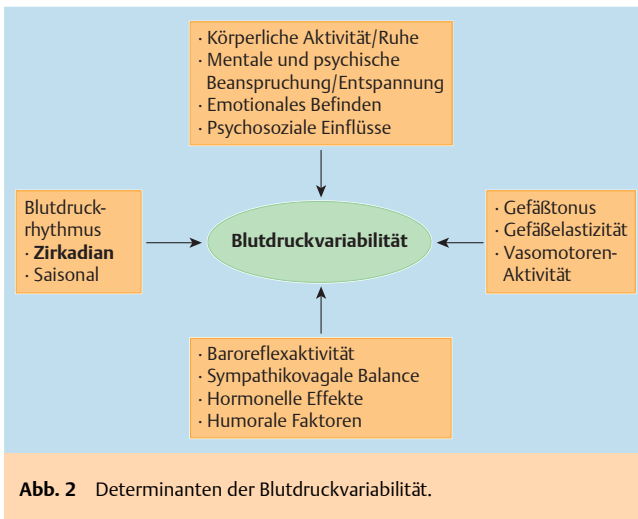 · Körperliche Aktivität/Ruhe
· Mentale und psychische
Beanspruchung/Entspannung
· Emotionales Befinden
· Psychosoziale Einflüsse
Blutdruck-
rhythmus
· Zirkadian
· Saisonal
Blutdruckvariabilität
· Gefäßtonus
· Gefäßelastizität
· Vasomotoren-
Aktivität
· Baroreflexaktivität
· Sympathikovagale Balance
· Hormonelle Effekte
· Humorale Faktoren
Abb. 2 Determinanten der Blutdruckvariabilität.